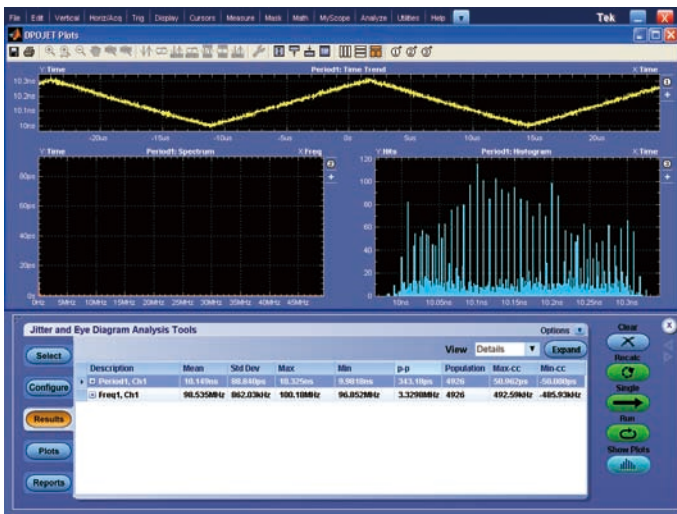 File Edit Vertical Horiz/Acq Trig Display Cursors Measure Mask Math MyScope Analyze Utilities Help Tek
DPOJET Plots
Y:Time Period1: Time Trend X:Time
10.3ns
10.2ns
10.1ns
10ns
-20us -15us -10us -5us 0s 5us 10us 15us 20us
Y:Time Period1: Spectrum X:Freq
80ps
60ps
40ps
20ps
0s
0Hz 5MHz 10MHz 15MHz 20MHz 25MHz 30MHz 35MHz 40MHz 45MHz
Y:Hits Period1: Histogram X:Time
120
100
80
60
40
20
0
10ns 10.05ns 10.1ns 10.15ns 10.2ns 10.25ns 10.3ns
Jitter and Eye Diagram Analysis Tools Options
View Details Expand
Select
Configure
Results
Plots
Reports
Description Mean Std Dev Max Min p-p Population Max-cc Min-cc
Period1, Ch1 10.149ns 88.840ps 10.325ns 9.9818ns 343.18ps 4926 50.962ps -50.080ps
Freq1, Ch1 98.535MHz 862.03kHz 100.18MHz 96.852MHz 3.3298MHz 4926 492.59kHz -485.93kHz
Clear
Recalc
Single
Run
Show Plots